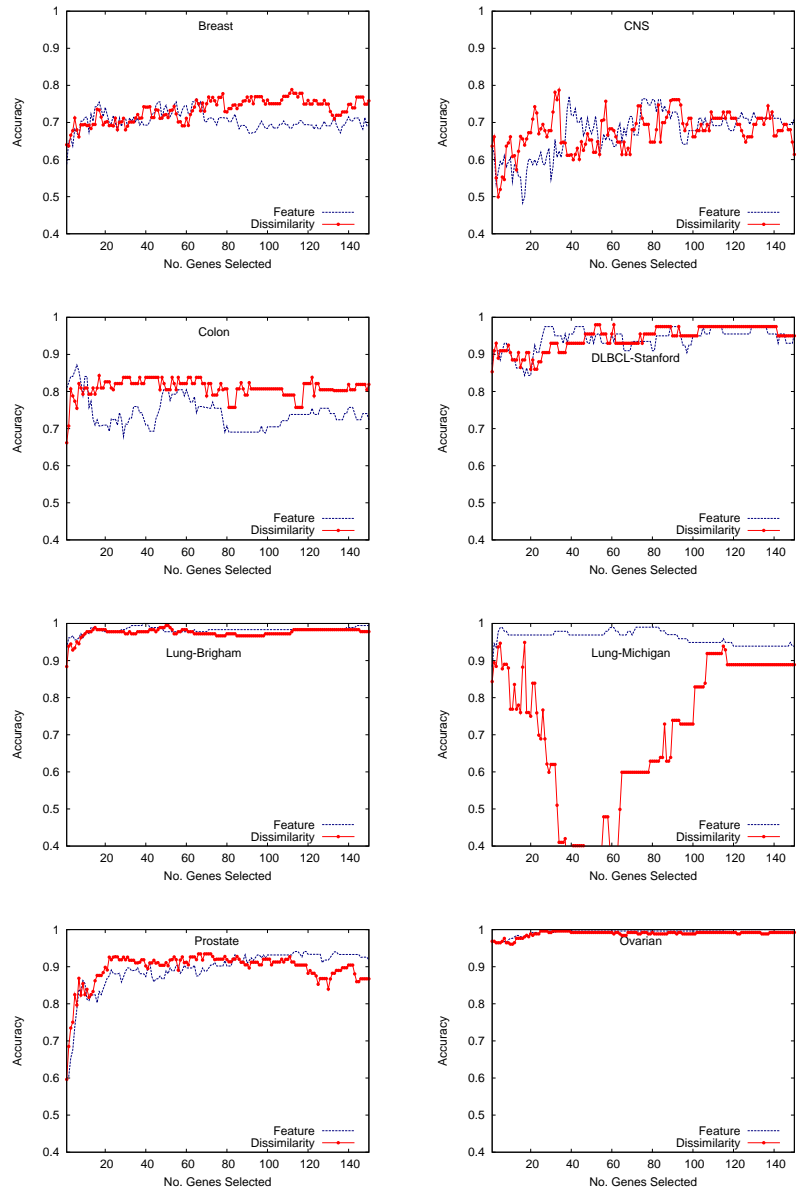 Breast
Accuracy
1
0.9
0.8
0.7
0.6
0.5
0.4
Feature
Dissimilarity
20 40 60 80 100 120 140
No. Genes Selected
CNS
Accuracy
1
0.9
0.8
0.7
0.6
0.5
0.4
Feature
Dissimilarity
20 40 60 80 100 120 140
No. Genes Selected
Colon
Accuracy
1
0.9
0.8
0.7
0.6
0.5
0.4
Feature
Dissimilarity
20 40 60 80 100 120 140
No. Genes Selected
DLBCL-Stanford
Accuracy
1
0.9
0.8
0.7
0.6
0.5
0.4
Feature
Dissimilarity
20 40 60 80 100 120 140
No. Genes Selected
Lung-Brigham
Accuracy
1
0.9
0.8
0.7
0.6
0.5
0.4
Feature
Dissimilarity
20 40 60 80 100 120 140
No. Genes Selected
Lung-Michigan
Accuracy
1
0.9
0.8
0.7
0.6
0.5
0.4
Feature
Dissimilarity
20 40 60 80 100 120 140
No. Genes Selected
Prostate
Accuracy
1
0.9
0.8
0.7
0.6
0.5
0.4
Feature
Dissimilarity
20 40 60 80 100 120 140
No. Genes Selected
Ovarian
Accuracy
1
0.9
0.8
0.7
0.6
0.5
0.4
Feature
Dissimilarity
20 40 60 80 100 120 140
No. Genes Selected